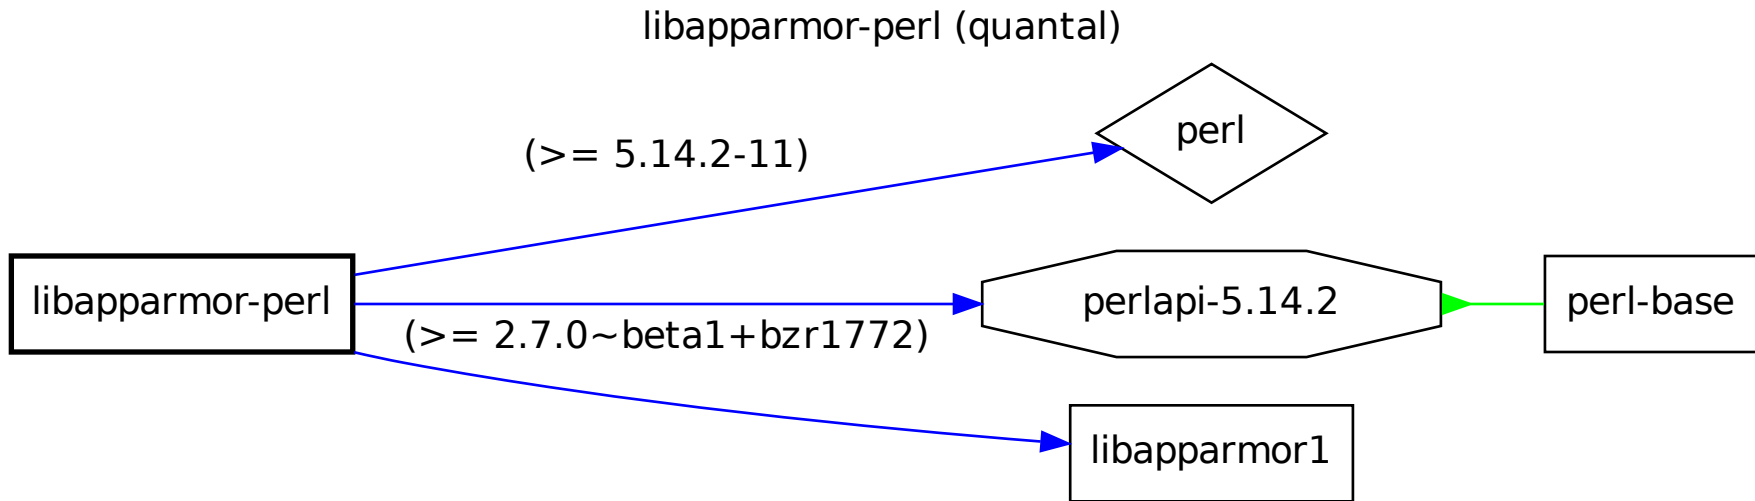 libapparmor-perl (quantal)
perl
(>= 5.14.2-11)
libapparmor-perl
perlapi-5.14.2
perl-base
(>= 2.7.0~beta1+bzr1772)
libapparmor1